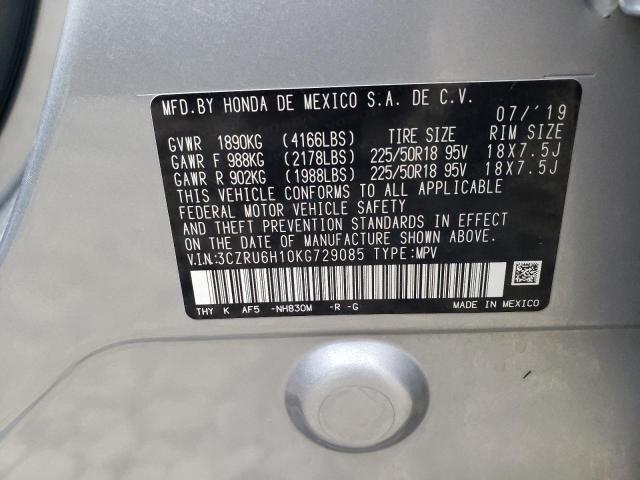 MFD.BY HONDA DE MEXICO S.A. DE C.V. 07/'19
GVWR 1890KG (4166LBS) TIRE SIZE RIM SIZE
GAWR F 988KG (2178LBS) 225/50R18 95V 18X7.5J
GAWR R 902KG (1988LBS) 225/50R18 95V 18X7.5J
THIS VEHICLE CONFORMS TO ALL APPLICABLE
FEDERAL MOTOR VEHICLE SAFETY
AND THEFT PREVENTION STANDARDS IN EFFECT
ON THE DATE OF MANUFACTURE SHOWN ABOVE.
V.I.N:3CZRU6H10KG729085 TYPE:MPV
THY K AF5 -NH830M -R -G MADE IN MEXICO